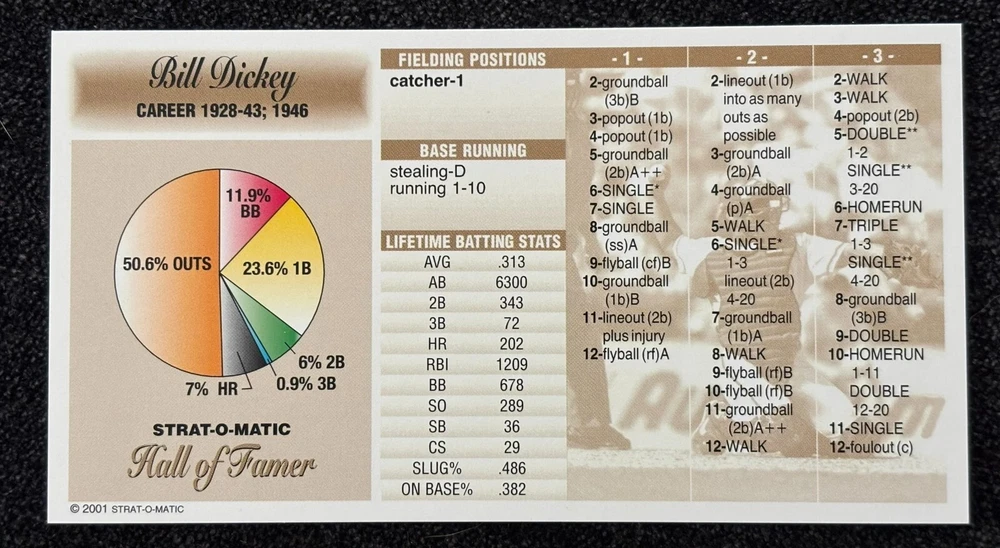 Bill Dickey
CAREER 1928-43; 1946
11.9%
BB
50.6% OUTS
23.6% 1B
6% 2B
0.9% 3B
7% HR
STRAT-O-MATIC
Hall of Famer
© 2001 STRAT-O-MATIC
FIELDING POSITIONS
catcher-1
BASE RUNNING
stealing-D
running 1-10
LIFETIME BATTING STATS
AVG .313
AB 6300
2B 343
3B 72
HR 202
RBI 1209
BB 678
SO 289
SB 36
CS 29
SLUG% .486
ON BASE% .382
- 1 -
2-groundball
(3b)B
3-popout (1b)
4-popout (1b)
5-groundball
(2b)A++
6-SINGLE*
7-SINGLE
8-groundball
(ss)A
9-flyball (cf)B
10-groundball
(1b)B
11-lineout (2b)
plus injury
12-flyball (rf)A
- 2 -
2-lineout (1b)
into as many
outs as
possible
3-groundball
(2b)A
4-groundball
(p)A
5-WALK
6-SINGLE*
1-3
lineout (2b)
4-20
7-groundball
(1b)A
8-WALK
9-flyball (rf)B
10-flyball (rf)B
11-groundball
(2b)A++
12-WALK
- 3 -
2-WALK
3-WALK
4-popout (2b)
5-DOUBLE**
1-2
SINGLE**
3-20
6-HOMERUN
7-TRIPLE
1-3
SINGLE**
4-20
8-groundball
(3b)B
9-DOUBLE
10-HOMERUN
1-11
DOUBLE
12-20
11-SINGLE
12-foulout (c)